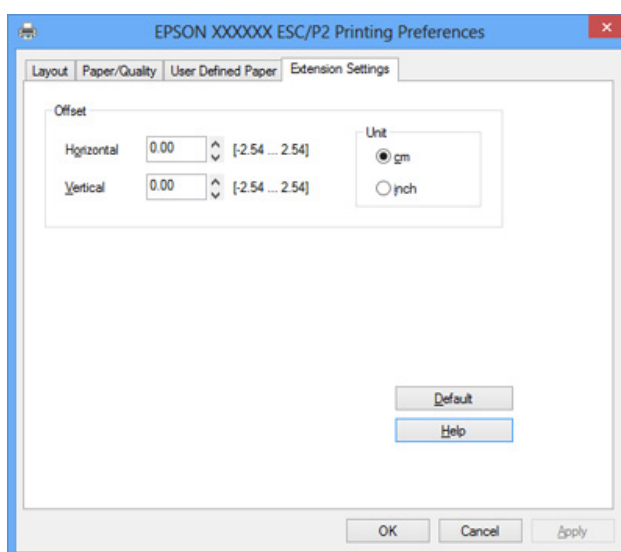 EPSON XXXXXX ESC/P2 Printing Preferences
Layout Paper/Quality User Defined Paper Extension Settings
Offset
Unit
Horizontal 0.00 [-2.54 ... 2.54]
cm
Vertical 0.00 [-2.54 ... 2.54]
inch
Default
Help
OK Cancel Apply